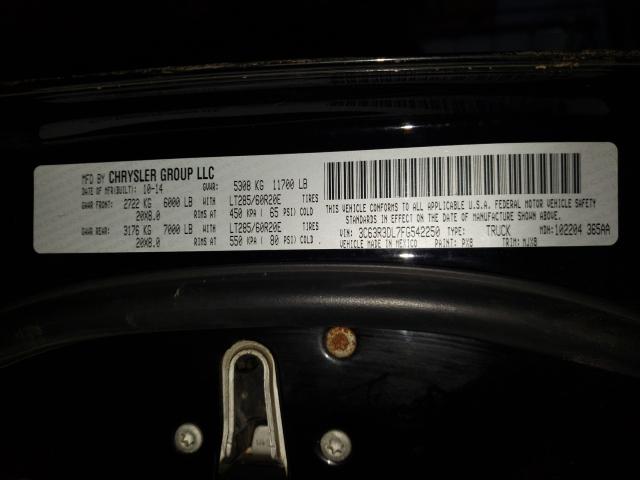 MFD BY CHRYSLER GROUP LLC
DATE OF MFR(BUILT): 10-14 GVWR: 5308 KG 11700 LB
GAWR FRONT: 2722 KG 6000 LB WITH LT285/60R20E TIRES
20X8.0 RIMS AT 450 KPA ( 65 PSI) COLD
GAWR REAR: 3176 KG 7000 LB WITH LT285/60R20E TIRES
20X8.0 RIMS AT 550 KPA ( 80 PSI) COLD
THIS VEHICLE CONFORMS TO ALL APPLICABLE U.S.A. FEDERAL MOTOR VEHICLE SAFETY
STANDARDS IN EFFECT ON THE DATE OF MANUFACTURE SHOWN ABOVE.
VIN: 3C63R3DL7FG542250 TYPE: TRUCK MDH: 102204 365AA
VEHICLE MADE IN MEXICO PAINT: PX8 TRIM: MJX8